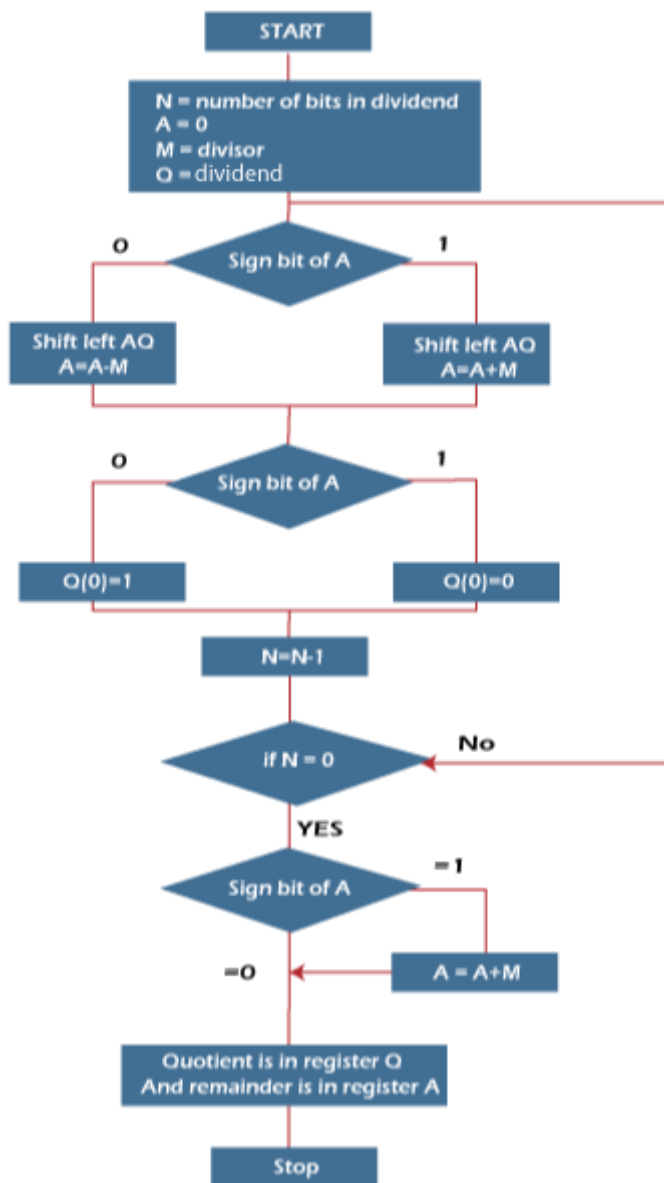 START
N = number of bits in dividend
A = 0
M = divisor
Q = dividend
Sign bit of A
0
1
Shift left AQ
A=A-M
Shift left AQ
A=A+M
Sign bit of A
0
1
Q(0)=1
Q(0)=0
N=N-1
if N = 0
No
YES
Sign bit of A
=1
=0
A = A+M
Quotient is in register Q
And remainder is in register A
Stop